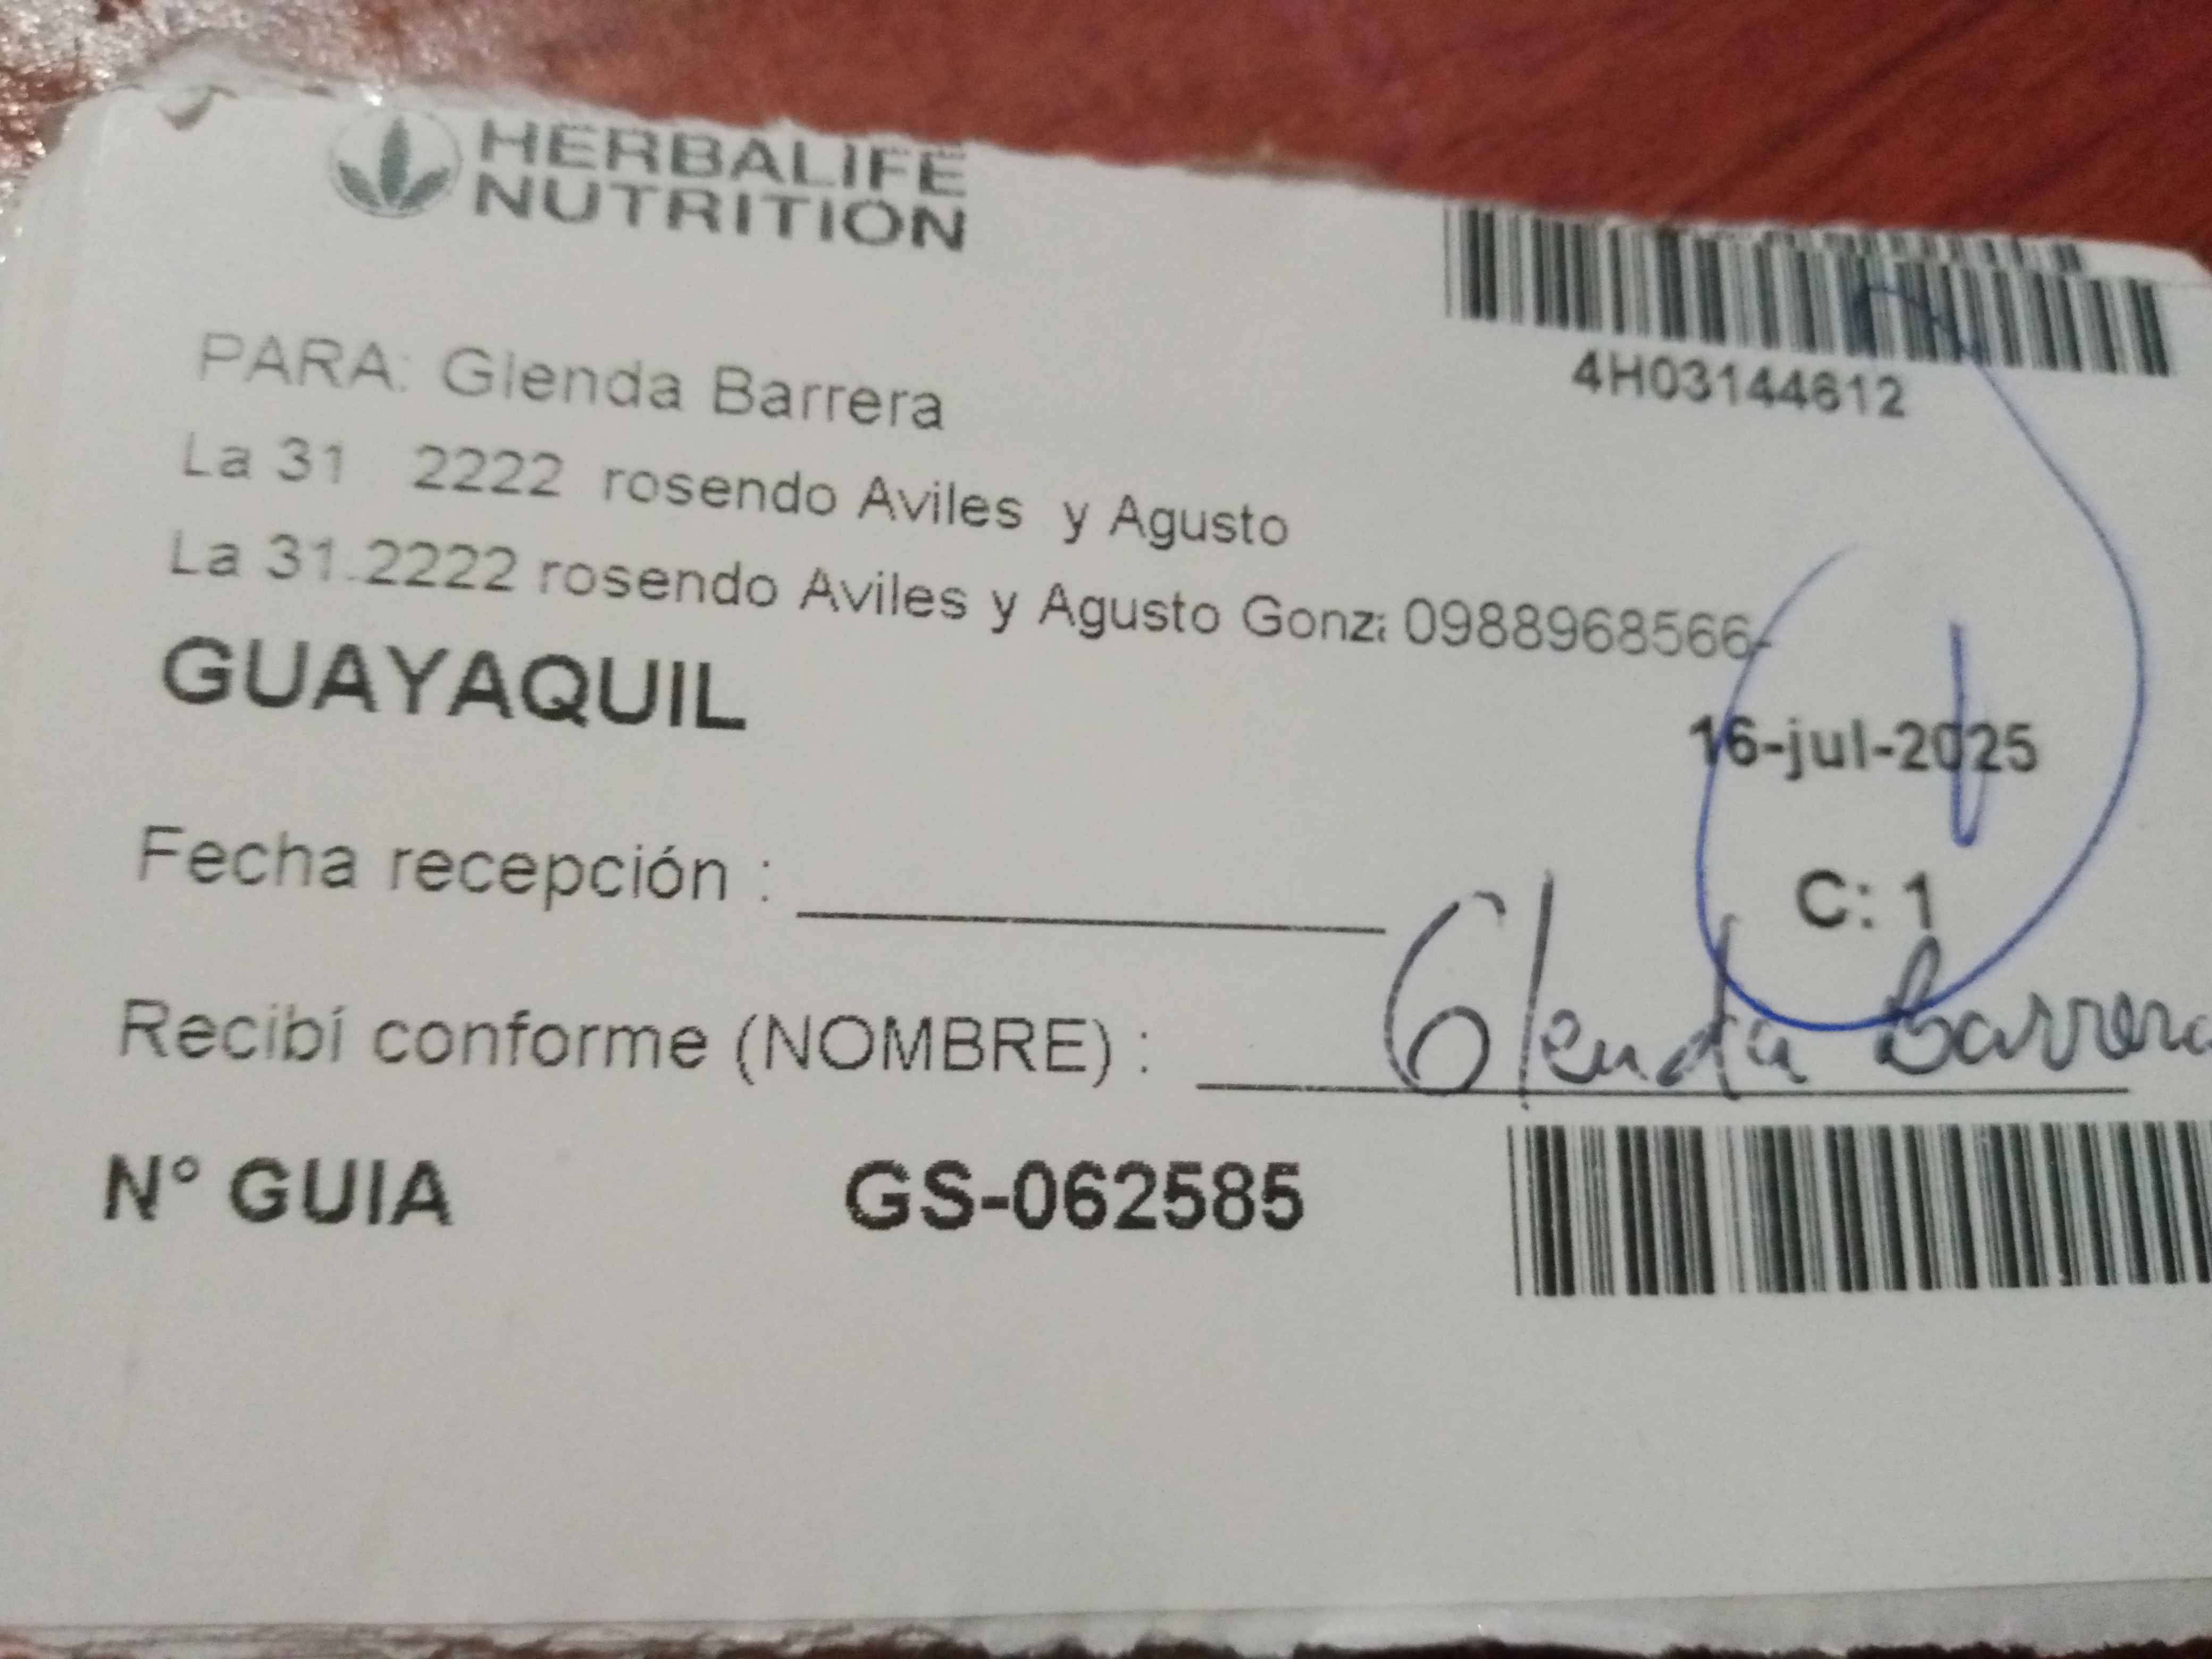 HERBALIFE
NUTRITION
4H03144612
PARA: Glenda Barrera
La 31 2222 rosendo Aviles y Agusto
La 31.2222 rosendo Aviles y Agusto Gonz 0988968566-
GUAYAQUIL
16-jul-2025
Fecha recepción :
C: 1
Recibí conforme (NOMBRE) : Glenda Barrera
N° GUIA GS-062585